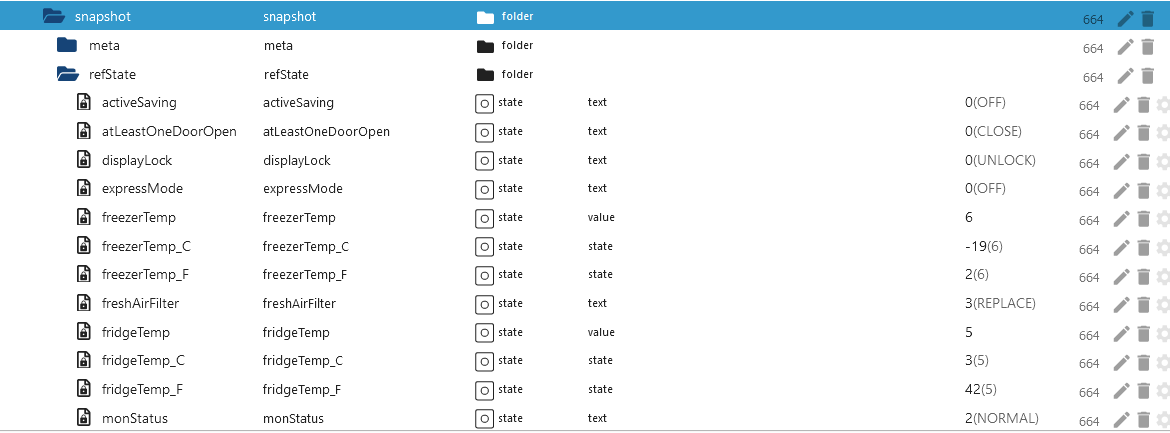 snapshot snapshot folder 664
meta meta folder 664
refState refState folder 664
activeSaving activeSaving state text 0(OFF) 664
atLeastOneDoorOpen atLeastOneDoorOpen state text 0(CLOSE) 664
displayLock displayLock state text 0(UNLOCK) 664
expressMode expressMode state text 0(OFF) 664
freezerTemp freezerTemp state value 6 664
freezerTemp_C freezerTemp_C state state -19(6) 664
freezerTemp_F freezerTemp_F state state 2(6) 664
freshAirFilter freshAirFilter state text 3(REPLACE) 664
fridgeTemp fridgeTemp state value 5 664
fridgeTemp_C fridgeTemp_C state state 3(5) 664
fridgeTemp_F fridgeTemp_F state state 42(5) 664
monStatus monStatus state text 2(NORMAL) 664